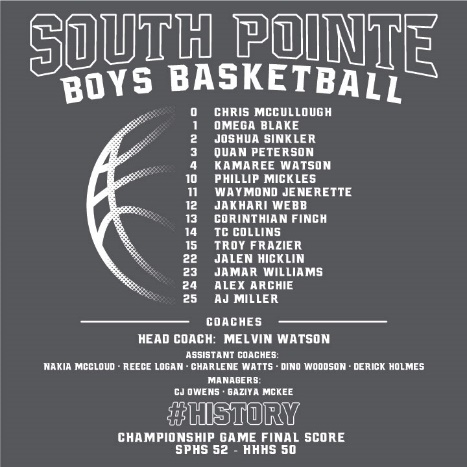 SOUTH POINTE
BOYS BASKETBALL
0 CHRIS MCCULLOUGH
1 OMEGA BLAKE
2 JOSHUA SINKLER
3 QUAN PETERSON
4 KAMAREE WATSON
10 PHILLIP MICKLES
11 WAYMOND JENERETTE
12 JAKHARI WEBB
13 CORINTHIAN FINCH
14 TC COLLINS
15 TROY FRAZIER
22 JALEN HICKLIN
23 JAMAR WILLIAMS
24 ALEX ARCHIE
25 AJ MILLER
COACHES
HEAD COACH: MELVIN WATSON
ASSISTANT COACHES:
NAKIA MCCLOUD · REECE LOGAN · CHARLENE WATTS · DINO WOODSON · DERICK HOLMES
MANAGERS:
CJ OWENS · GAZIYA MCKEE
#HISTORY
CHAMPIONSHIP GAME FINAL SCORE
SPHS 52 - HHHS 50